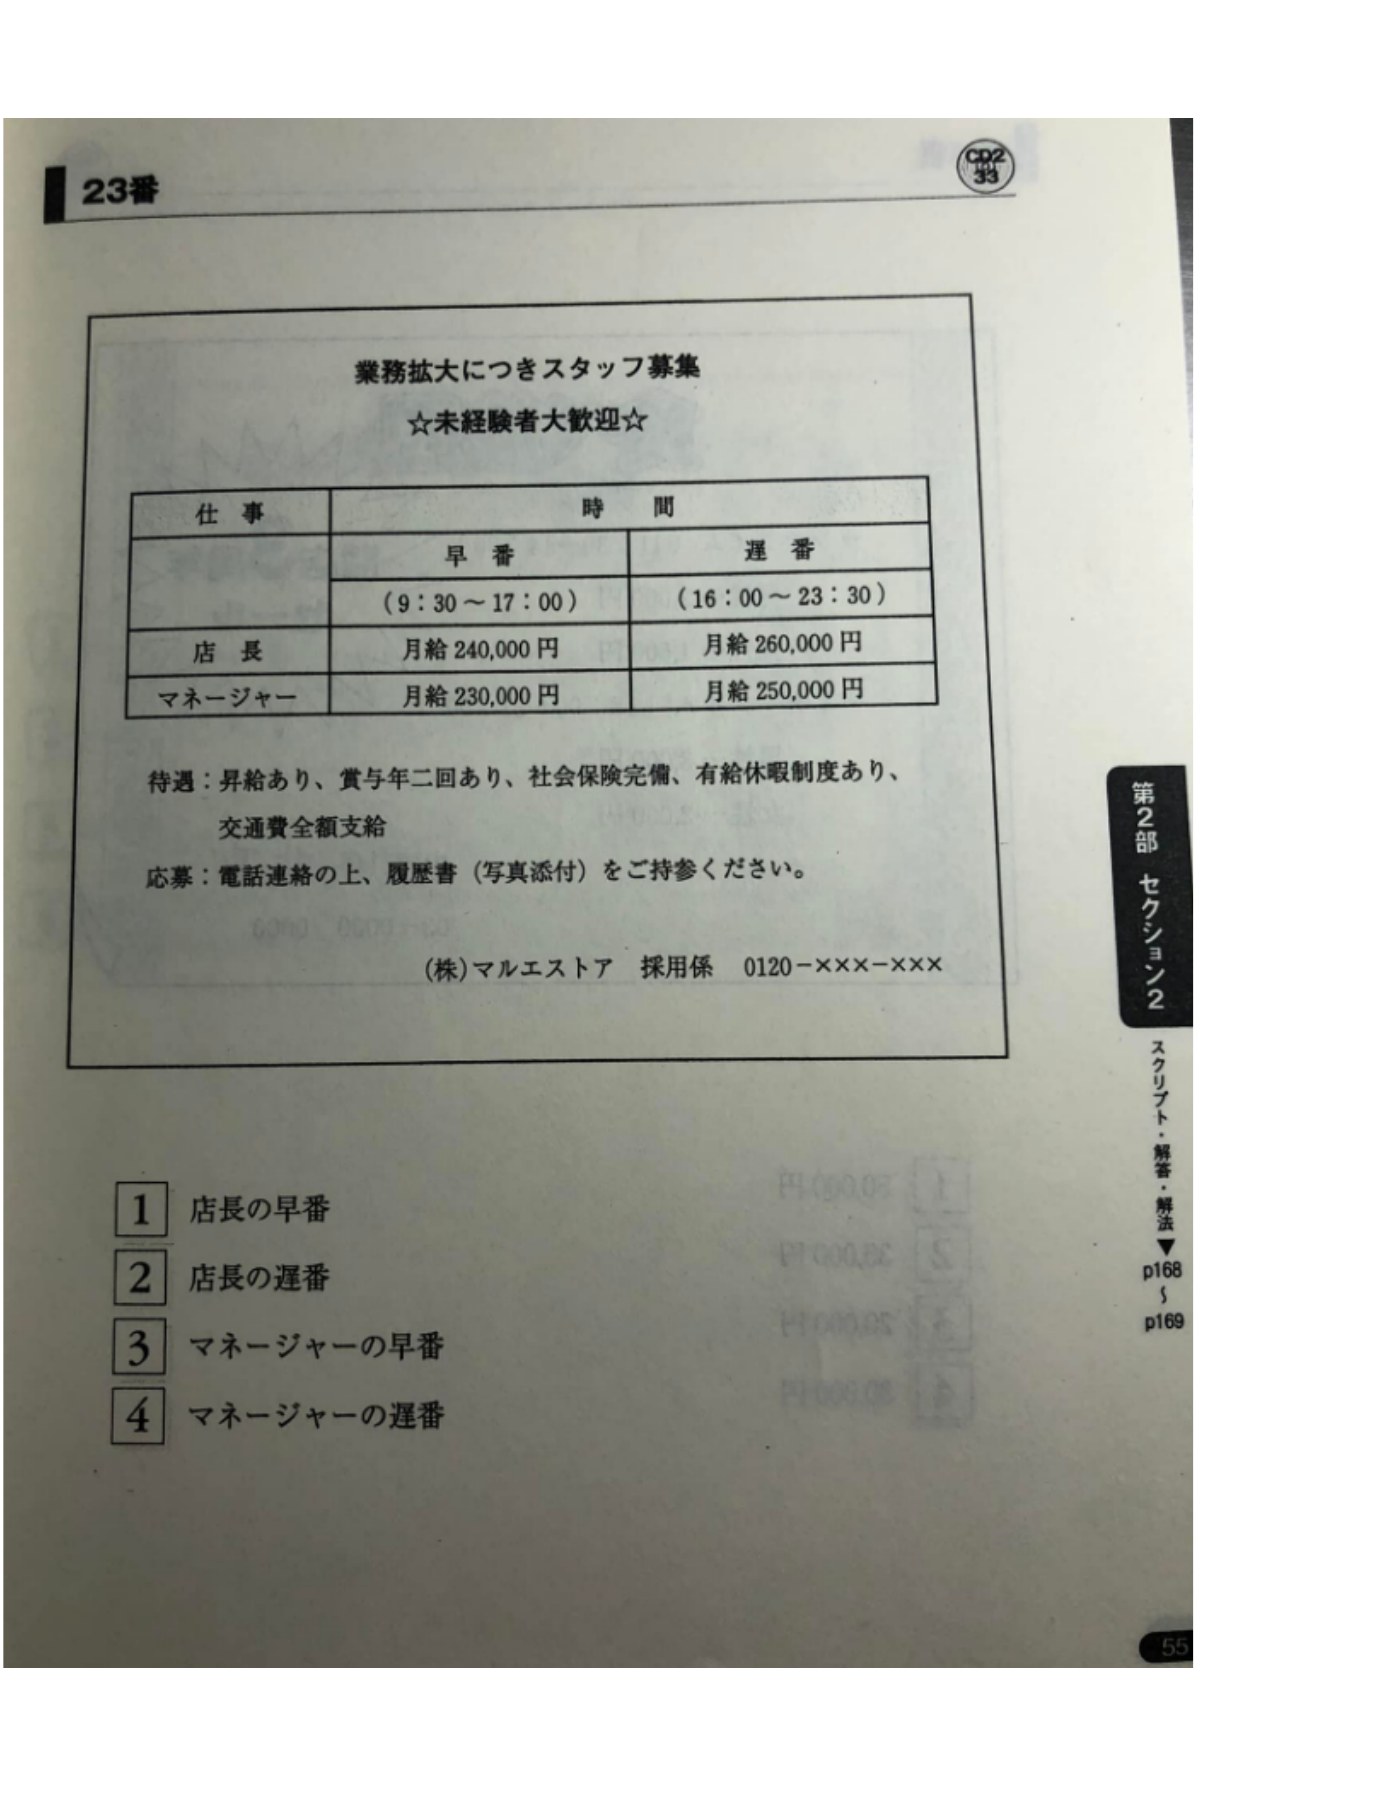 23番
CD2
33
業務拡大につきスタッフ募集
☆未経験者大歓迎☆
仕 事 時 間
早 番 遅 番
(9:30～17:00) (16:00～23:30)
店 長 月給 240,000 円 月給 260,000 円
マネージャー 月給 230,000 円 月給 250,000 円
待遇：昇給あり、賞与年二回あり、社会保険完備、有給休暇制度あり、
交通費全額支給
応募：電話連絡の上、履歴書（写真添付）をご持参ください。
(株)マルエストア 採用係 0120-×××-×××
1 店長の早番
2 店長の遅番
3 マネージャーの早番
4 マネージャーの遅番
第2部 セクション2
スクリプト・解答・解法▼p168～p169
55